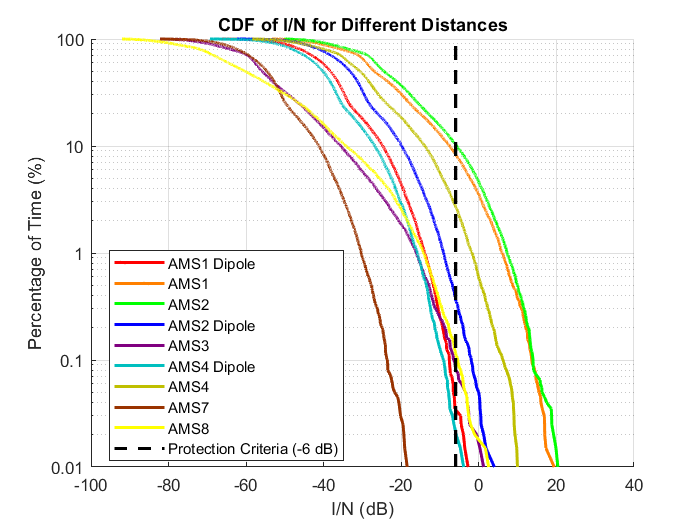 CDF of I/N for Different Distances
Percentage of Time (%)
100
10
1
0.1
0.01
AMS1 Dipole
AMS1
AMS2
AMS2 Dipole
AMS3
AMS4 Dipole
AMS4
AMS7
AMS8
Protection Criteria (-6 dB)
-100 -80 -60 -40 -20 0 20 40
I/N (dB)